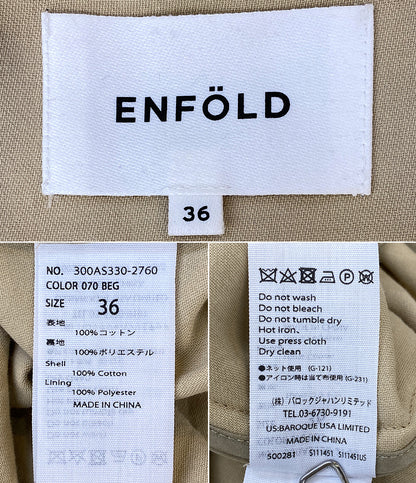 ENFÖLD
36
NO. 300AS330-2760
COLOR 070 BEG
SIZE 36
表地
100%コットン
裏地
100%ポリエステル
Shell
100% Cotton
Lining
100% Polyester
MADE IN CHINA
Do not wash
Do not bleach
Do not tumble dry
Hot iron、
Use press cloth
Dry clean
●ネット使用 (G-121)
●アイロン時は当て布使用(G-231)
(株) バロックジャパンリミテッド
TEL.03-6730-9191
US:BAROQUE USA LIMITED
MADE IN CHINA
500281 S111451 S111451US